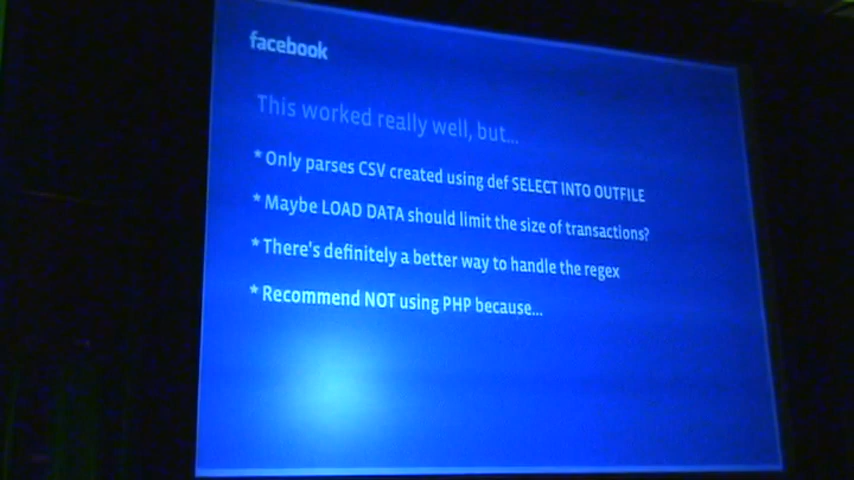 facebook
This worked really well, but...
* Only parses CSV created using def SELECT INTO OUTFILE
* Maybe LOAD DATA should limit the size of transactions?
* There's definitely a better way to handle the regex
* Recommend NOT using PHP because...